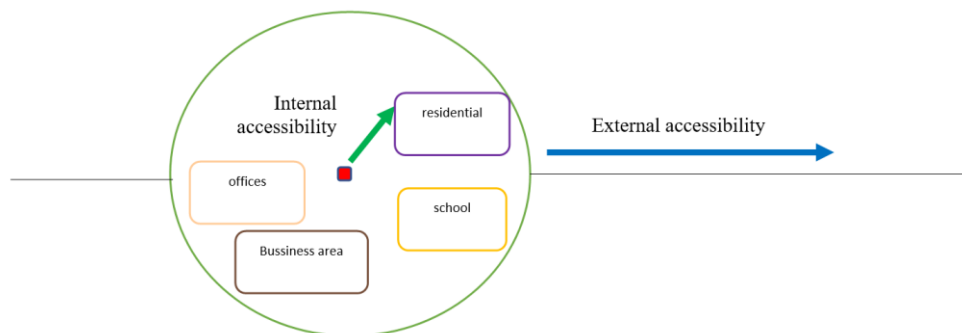 Internal
accessibility
residential
External accessibility
offices
school
Bussiness area